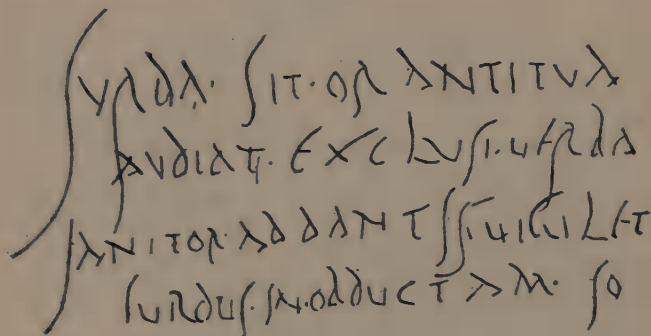 SVRDA· SIT· ORANTI TVA
AVDIAT· EXCLVSI· VERBA
IANITOR· AD DANTIS VIGILET
SVRDVS· IN· OBDVCTAM· SO